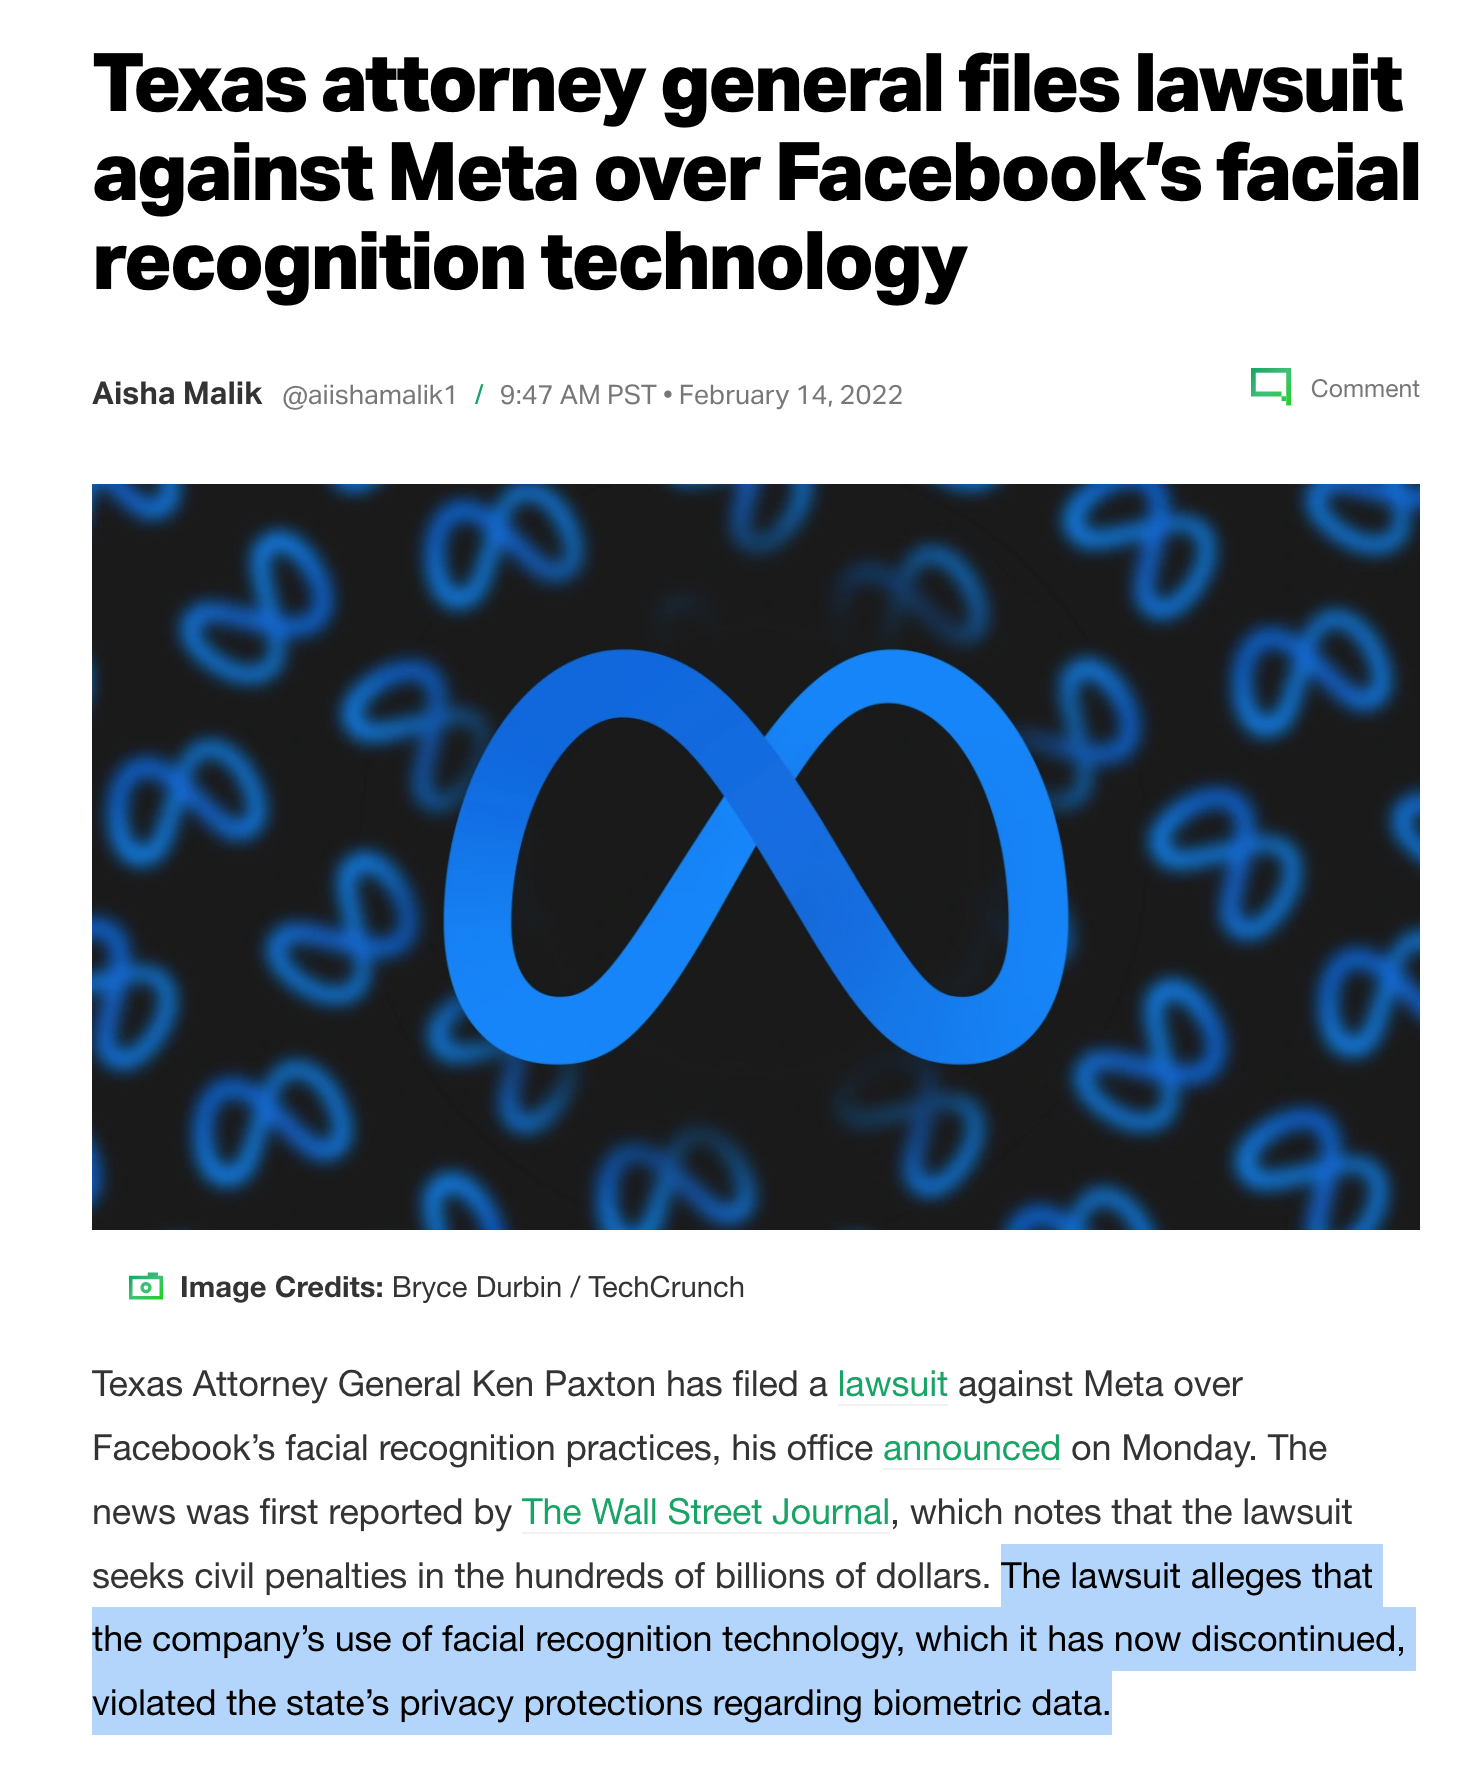 Texas attorney general files lawsuit
against Meta over Facebook’s facial
recognition technology
Aisha Malik @aiishamalik1 / 9:47 AM PST • February 14, 2022
Comment
Image Credits: Bryce Durbin / TechCrunch
Texas Attorney General Ken Paxton has filed a lawsuit against Meta over
Facebook’s facial recognition practices, his office announced on Monday. The
news was first reported by The Wall Street Journal, which notes that the lawsuit
seeks civil penalties in the hundreds of billions of dollars. The lawsuit alleges that
the company’s use of facial recognition technology, which it has now discontinued,
violated the state’s privacy protections regarding biometric data.